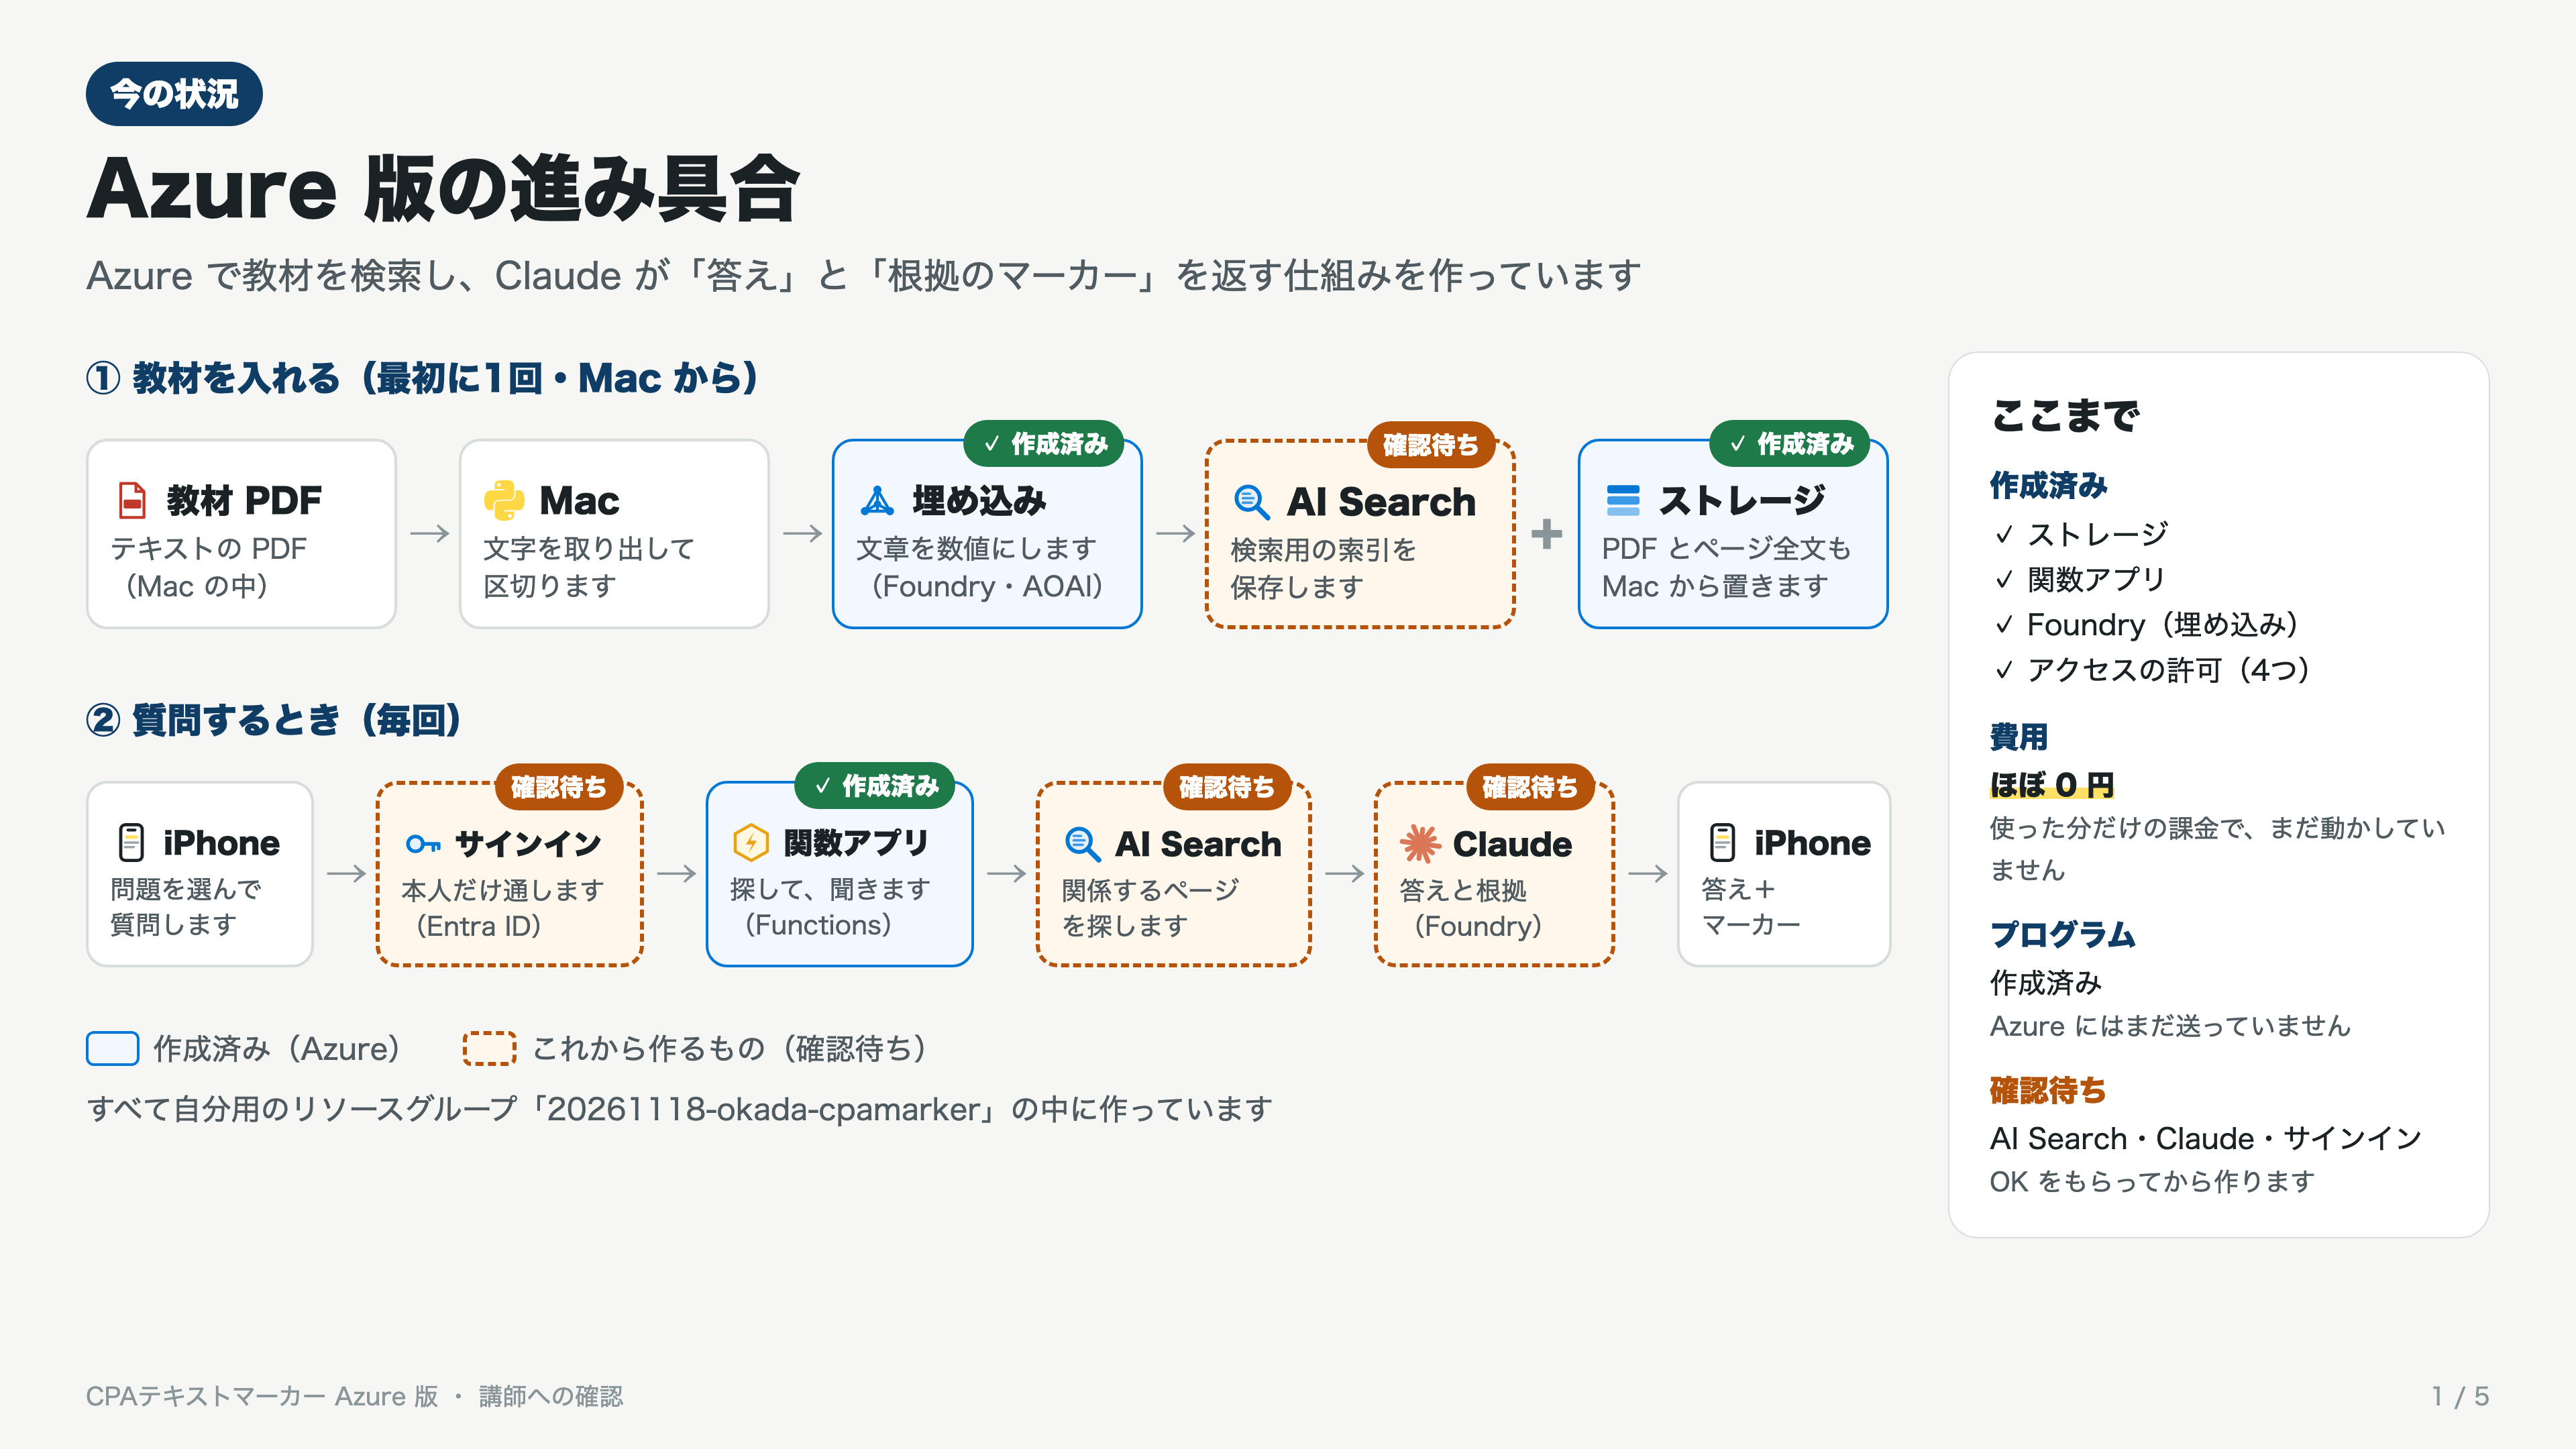 今の状況
Azure 版の進み具合
Azure で教材を検索し、Claude が「答え」と「根拠のマーカー」を返す仕組みを作っています
① 教材を入れる（最初に1回・Mac から）
教材 PDF
テキストの PDF
（Mac の中）
→
Mac
文字を取り出して
区切ります
→
✓ 作成済み
埋め込み
文章を数値にします
（Foundry・AOAI）
→
確認待ち
AI Search
検索用の索引を
保存します
+
✓ 作成済み
ストレージ
PDF とページ全文も
Mac から置きます
② 質問するとき（毎回）
iPhone
問題を選んで
質問します
→
確認待ち
サインイン
本人だけ通します
（Entra ID）
→
✓ 作成済み
関数アプリ
探して、聞きます
（Functions）
→
確認待ち
AI Search
関係するページ
を探します
→
確認待ち
Claude
答えと根拠
（Foundry）
→
iPhone
答え＋
マーカー
作成済み（Azure）
これから作るもの（確認待ち）
すべて自分用のリソースグループ「20261118-okada-cpamarker」の中に作っています
ここまで
作成済み
✓ ストレージ
✓ 関数アプリ
✓ Foundry（埋め込み）
✓ アクセスの許可（4つ）
費用
ほぼ 0 円
使った分だけの課金で、まだ動かしてい
ません
プログラム
作成済み
Azure にはまだ送っていません
確認待ち
AI Search・Claude・サインイン
OK をもらってから作ります
CPAテキストマーカー Azure 版 ・ 講師への確認
1 / 5